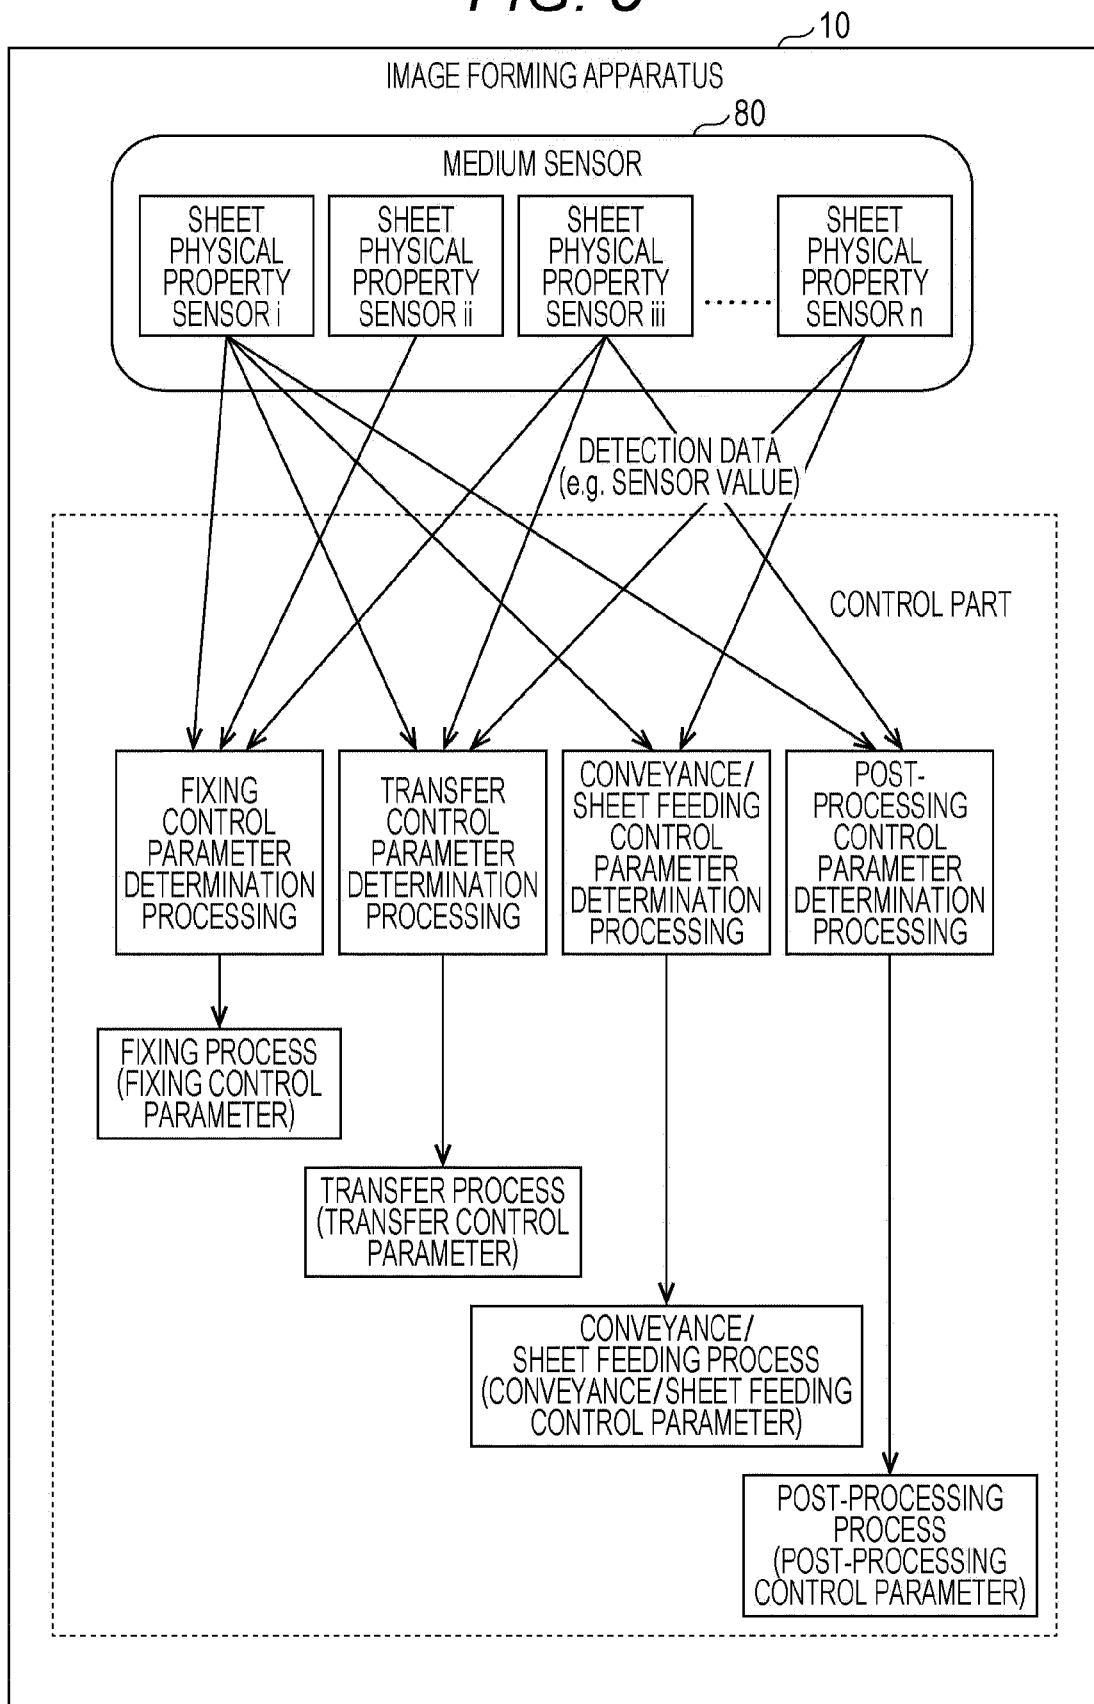 10
IMAGE FORMING APPARATUS
80
MEDIUM SENSOR
SHEET
PHYSICAL
PROPERTY
SENSOR i
SHEET
PHYSICAL
PROPERTY
SENSOR ii
SHEET
PHYSICAL
PROPERTY
SENSOR iii
......
SHEET
PHYSICAL
PROPERTY
SENSOR n
DETECTION DATA
(e.g. SENSOR VALUE)
CONTROL PART
FIXING
CONTROL
PARAMETER
DETERMINATION
PROCESSING
TRANSFER
CONTROL
PARAMETER
DETERMINATION
PROCESSING
CONVEYANCE/
SHEET FEEDING
CONTROL
PARAMETER
DETERMINATION
PROCESSING
POST-
PROCESSING
CONTROL
PARAMETER
DETERMINATION
PROCESSING
FIXING PROCESS
(FIXING CONTROL
PARAMETER)
TRANSFER PROCESS
(TRANSFER CONTROL
PARAMETER)
CONVEYANCE/
SHEET FEEDING PROCESS
(CONVEYANCE/SHEET FEEDING
CONTROL PARAMETER)
POST-PROCESSING
PROCESS
(POST-PROCESSING
CONTROL PARAMETER)